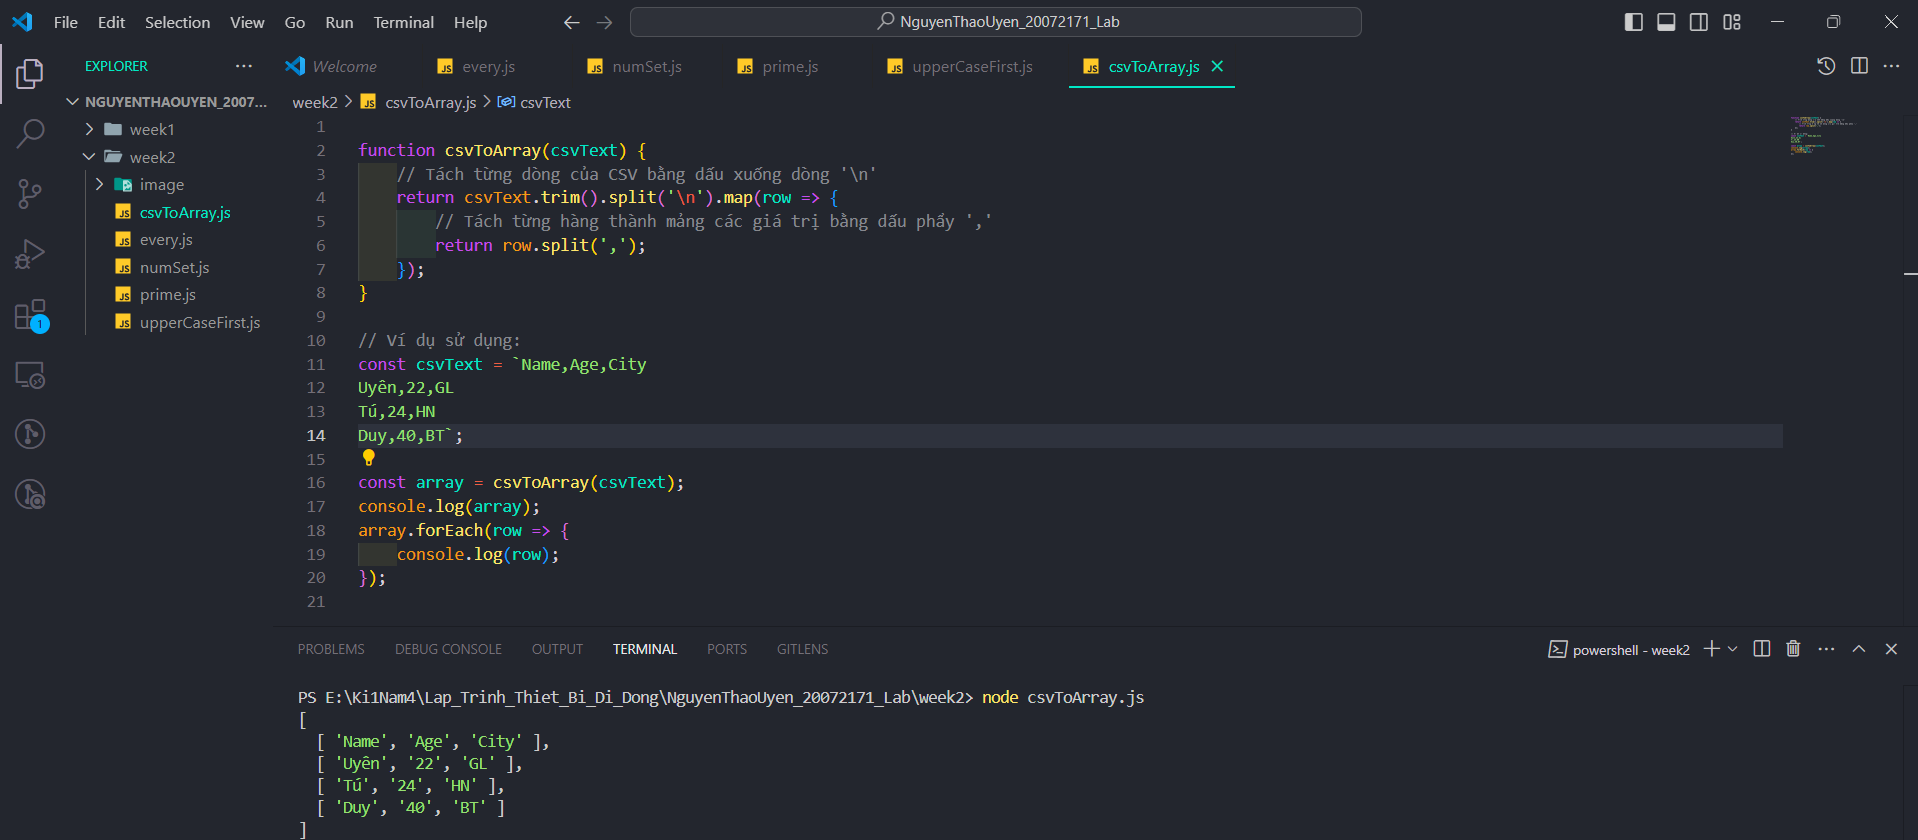 File Edit Selection View Go Run Terminal Help
NguyenThaoUyen_20072171_Lab
EXPLORER
Welcome
every.js
numSet.js
prime.js
upperCaseFirst.js
csvToArray.js
NGUYENTHAOUYEN_2007...
week1
week2
image
csvToArray.js
every.js
numSet.js
prime.js
upperCaseFirst.js
1
week2 > csvToArray.js > csvText
1
2 function csvToArray(csvText) {
3 // Tách từng dòng của CSV bằng dấu xuống dòng '\n'
4 return csvText.trim().split('\n').map(row => {
5 // Tách từng hàng thành mảng các giá trị bằng dấu phẩy ','
6 return row.split(',');
7 });
8 }
9
10 // Ví dụ sử dụng:
11 const csvText = `Name,Age,City
12 Uyên,22,GL
13 Tú,24,HN
14 Duy,40,BT`;
15
16 const array = csvToArray(csvText);
17 console.log(array);
18 array.forEach(row => {
19 console.log(row);
20 });
21
PROBLEMS DEBUG CONSOLE OUTPUT TERMINAL PORTS GITLENS
powershell - week2
PS E:\Ki1Nam4\Lap_Trinh_Thiet_Bi_Di_Dong\NguyenThaoUyen_20072171_Lab\week2> node csvToArray.js
[
[ 'Name', 'Age', 'City' ],
[ 'Uyên', '22', 'GL' ],
[ 'Tú', '24', 'HN' ],
[ 'Duy', '40', 'BT' ]
]